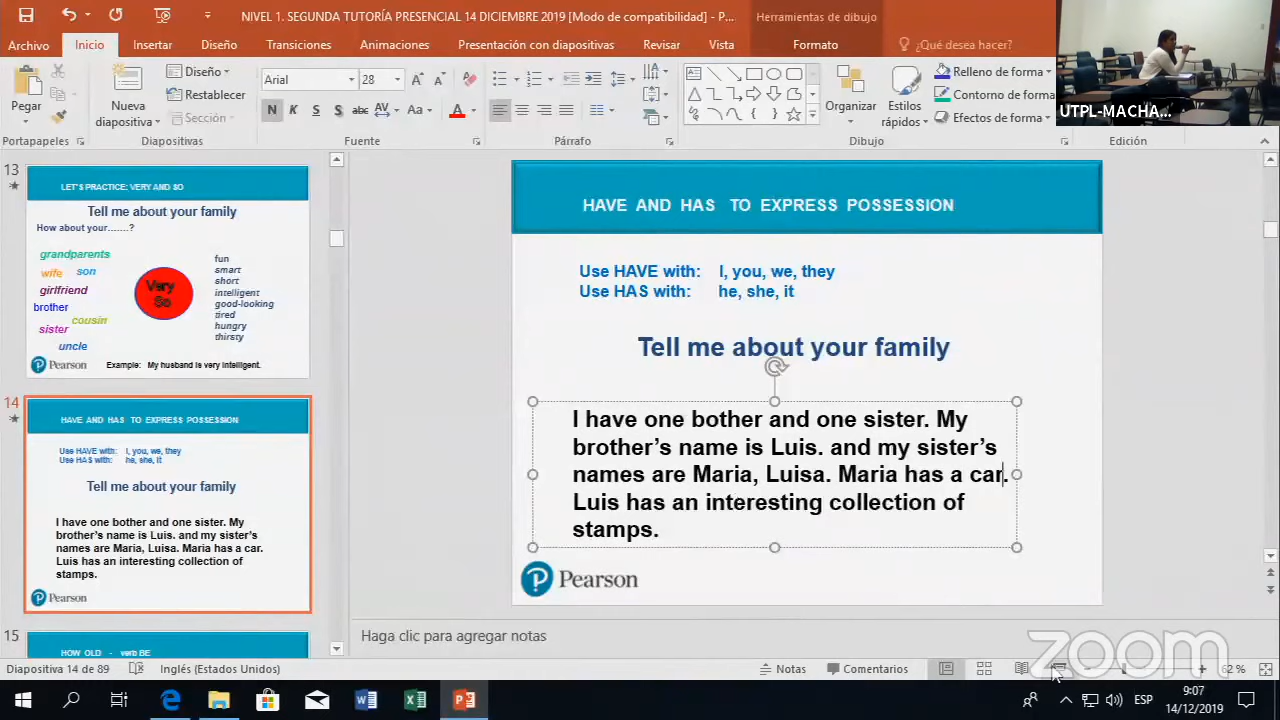 NIVEL 1. SEGUNDA TUTORÍA PRESENCIAL 14 DICIEMBRE 2019 [Modo de compatibilidad] - P...
Herramientas de dibujo
Archivo Inicio Insertar Diseño Transiciones Animaciones Presentación con diapositivas Revisar Vista Formato ¿Qué desea hacer?
Pegar
Nueva diapositiva
Diseño
Restablecer
Sección
Arial 28
N K S S abc AV Aa A
Organizar
Estilos rápidos
Relleno de forma
Contorno de forma
Efectos de forma
Portapapeles Diapositivas Fuente Párrafo Dibujo Edición
UTPL-MACHA...
13
LET'S PRACTICE: VERY AND SO
Tell me about your family
How about your.......?
grandparents
wife son
girlfriend
brother
cousin
sister
uncle
Very
So
fun
smart
short
intelligent
good-looking
tired
hungry
thirsty
Pearson
Example: My husband is very intelligent.
14
HAVE AND HAS TO EXPRESS POSSESSION
Use HAVE with: I, you, we, they
Use HAS with: he, she, it
Tell me about your family
I have one bother and one sister. My
brother's name is Luis. and my sister's
names are Maria, Luisa. Maria has a car.
Luis has an interesting collection of
stamps.
Pearson
15
HOW OLD - verb BE
HAVE AND HAS TO EXPRESS POSSESSION
Use HAVE with: I, you, we, they
Use HAS with: he, she, it
Tell me about your family
I have one bother and one sister. My
brother's name is Luis. and my sister's
names are Maria, Luisa. Maria has a car.
Luis has an interesting collection of
stamps.
Pearson
Haga clic para agregar notas
zoom
Diapositiva 14 de 89 Inglés (Estados Unidos) Notas Comentarios 62 %
ESP
9:07
14/12/2019